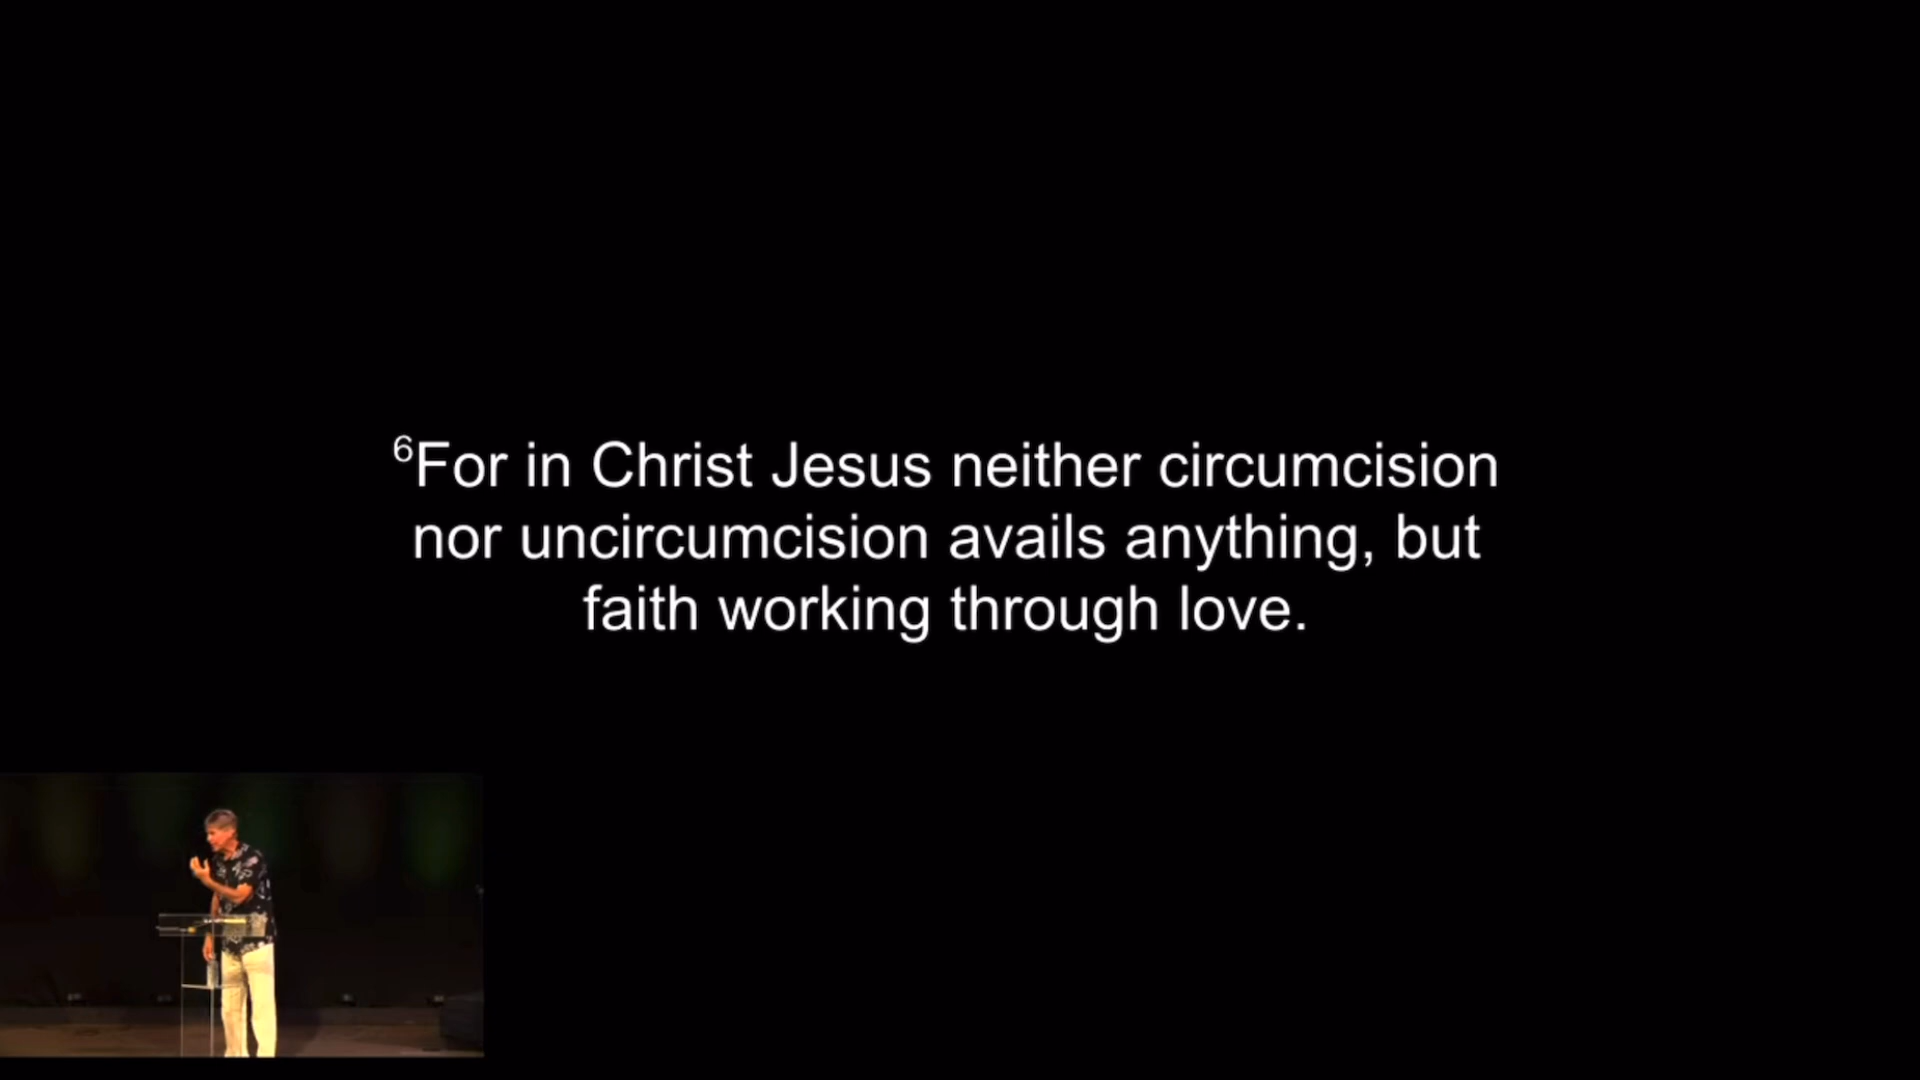 ⁶For in Christ Jesus neither circumcision
nor uncircumcision avails anything, but
faith working through love.